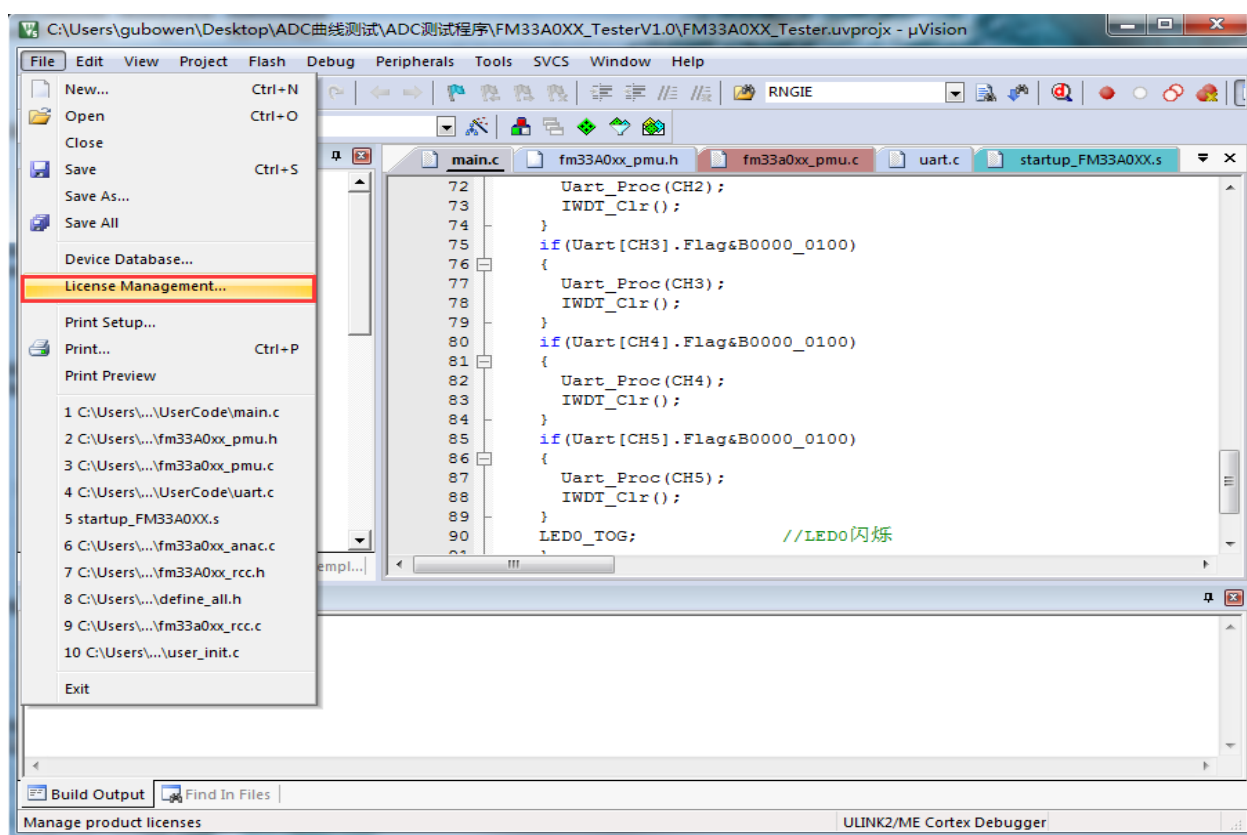 C:\Users\gubowen\Desktop\ADC曲线测试\ADC测试程序\FM33A0XX_TesterV1.0\FM33A0XX_Tester.uvprojx - µVision
File Edit View Project Flash Debug Peripherals Tools SVCS Window Help
New... Ctrl+N
RNGIE
Open Ctrl+O
Close
Save Ctrl+S
Save As...
Save All
Device Database...
License Management...
Print Setup...
Print... Ctrl+P
Print Preview
1 C:\Users\...\UserCode\main.c
2 C:\Users\...\fm33A0xx_pmu.h
3 C:\Users\...\fm33a0xx_pmu.c
4 C:\Users\...\UserCode\uart.c
5 startup_FM33A0XX.s
6 C:\Users\...\fm33a0xx_anac.c
7 C:\Users\...\fm33A0xx_rcc.h
8 C:\Users\...\define_all.h
9 C:\Users\...\fm33a0xx_rcc.c
10 C:\Users\...\user_init.c
Exit
empl...
main.c fm33A0xx_pmu.h fm33a0xx_pmu.c uart.c startup_FM33A0XX.s
72 Uart_Proc(CH2);
73 IWDT_Clr();
74 }
75 if(Uart[CH3].Flag&B0000_0100)
76 {
77 Uart_Proc(CH3);
78 IWDT_Clr();
79 }
80 if(Uart[CH4].Flag&B0000_0100)
81 {
82 Uart_Proc(CH4);
83 IWDT_Clr();
84 }
85 if(Uart[CH5].Flag&B0000_0100)
86 {
87 Uart_Proc(CH5);
88 IWDT_Clr();
89 }
90 LED0_TOG; //LED0闪烁
Build Output Find In Files
Manage product licenses ULINK2/ME Cortex Debugger